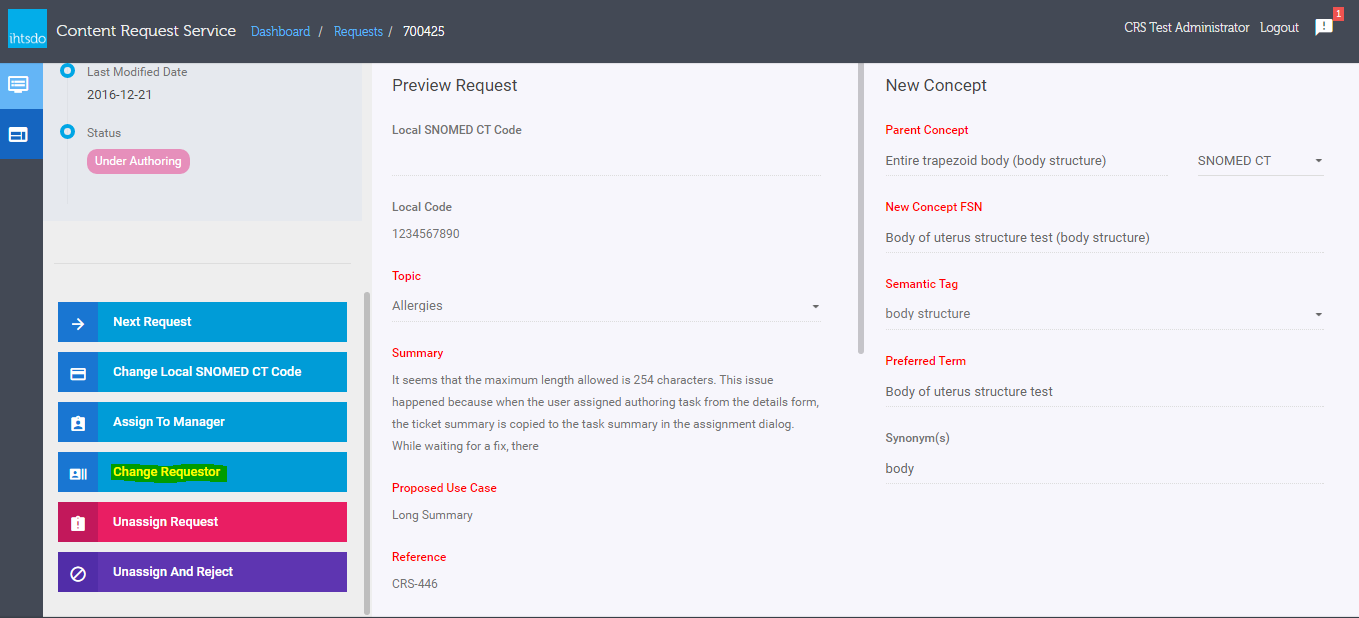 ihtsdo
Content Request Service
Dashboard / Requests / 700425
CRS Test Administrator
Logout
1
Last Modified Date
2016-12-21
Status
Under Authoring
Next Request
Change Local SNOMED CT Code
Assign To Manager
Change Requestor
Unassign Request
Unassign And Reject
Preview Request
Local SNOMED CT Code
Local Code
1234567890
Topic
Allergies
Summary
It seems that the maximum length allowed is 254 characters. This issue
happened because when the user assigned authoring task from the details form,
the ticket summary is copied to the task summary in the assignment dialog.
While waiting for a fix, there
Proposed Use Case
Long Summary
Reference
CRS-446
New Concept
Parent Concept
Entire trapezoid body (body structure)
SNOMED CT
New Concept FSN
Body of uterus structure test (body structure)
Semantic Tag
body structure
Preferred Term
Body of uterus structure test
Synonym(s)
body